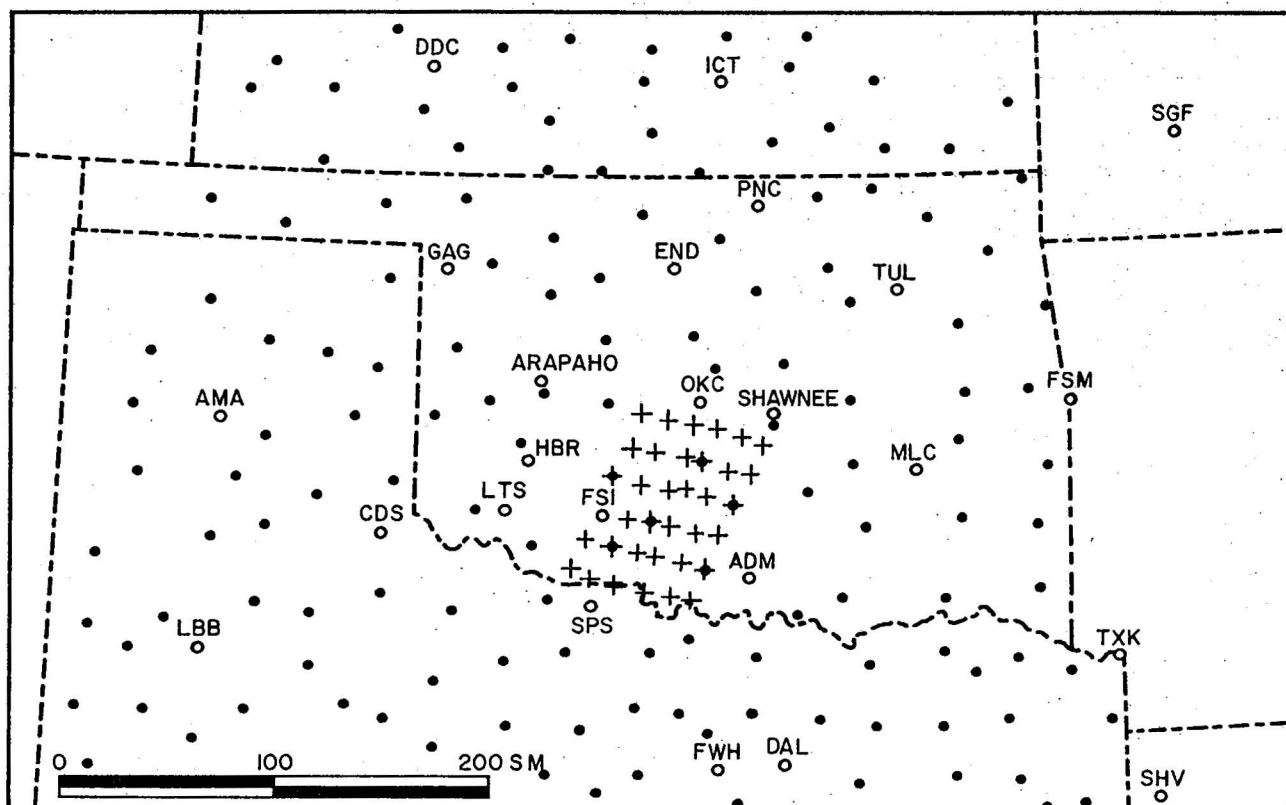 DDC
ICT
SGF
PNC
GAG
END
TUL
ARAPAHO
AMA
OKC
SHAWNEE
FSM
HBR
MLC
LTS
FSI
CDS
ADM
SPS
LBB
TXK
FWH
DAL
0 100 200 SM
SHV